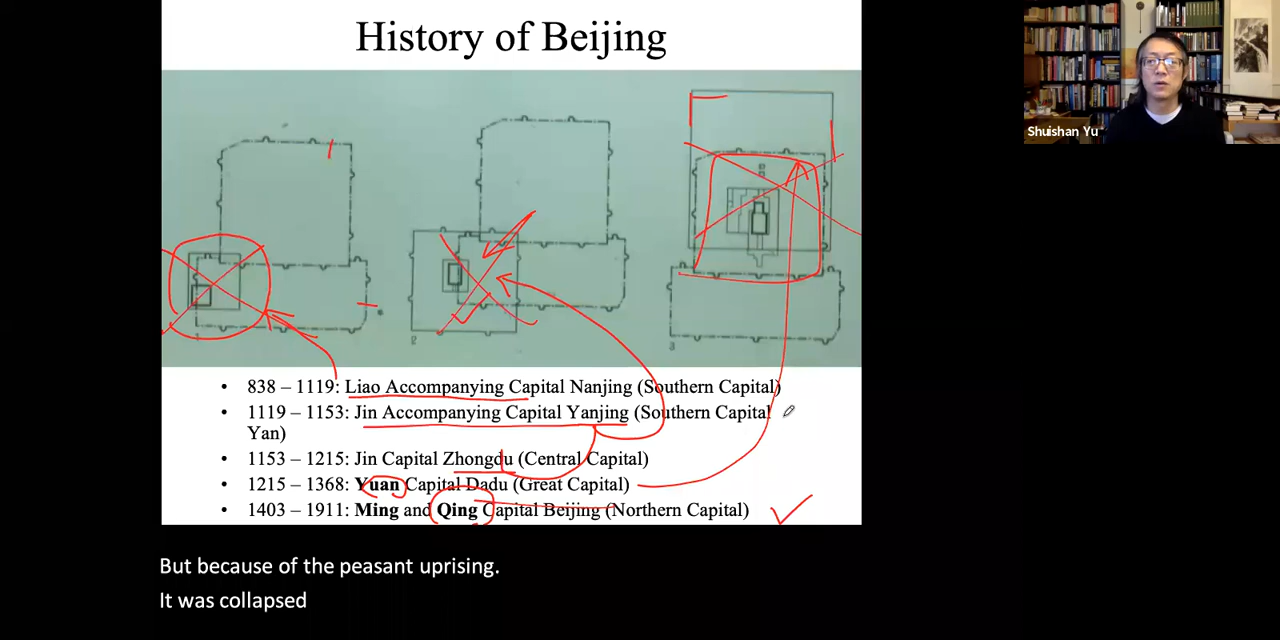 History of Beijing
Shuishan Yu
2
3
• 838 – 1119: Liao Accompanying Capital Nanjing (Southern Capital)
• 1119 – 1153: Jin Accompanying Capital Yanjing (Southern Capital
Yan)
• 1153 – 1215: Jin Capital Zhongdu (Central Capital)
• 1215 – 1368: Yuan Capital Dadu (Great Capital)
• 1403 – 1911: Ming and Qing Capital Beijing (Northern Capital)
But because of the peasant uprising.
It was collapsed